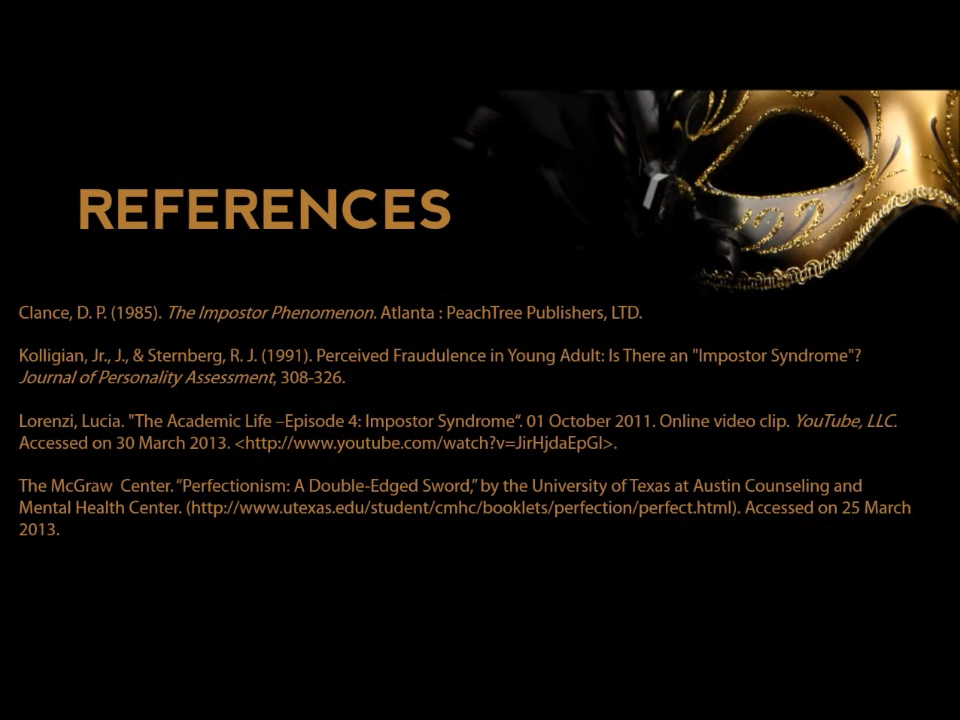 REFERENCES
Clance, D. P. (1985). The Impostor Phenomenon. Atlanta : PeachTree Publishers, LTD.
Kolligian, Jr., J., & Sternberg, R. J. (1991). Perceived Fraudulence in Young Adult: Is There an "Impostor Syndrome"?
Journal of Personality Assessment, 308-326.
Lorenzi, Lucia. "The Academic Life –Episode 4: Impostor Syndrome“. 01 October 2011. Online video clip. YouTube, LLC.
Accessed on 30 March 2013. <http://www.youtube.com/watch?v=JirHjdaEpGI>.
The McGraw  Center. “Perfectionism: A Double-Edged Sword,” by the University of Texas at Austin Counseling and
Mental Health Center. (http://www.utexas.edu/student/cmhc/booklets/perfection/perfect.html). Accessed on 25 March
2013.